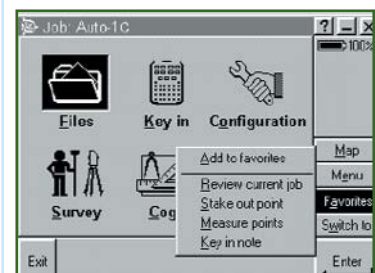 Job: Auto-1C
? _ x
100%
Files
Key in
Configuration
Survey
Cog
Add to favorites
Review current job
Stake out point
Measure points
Key in note
Map
Menu
Favorites
Switch to
Exit
Enter